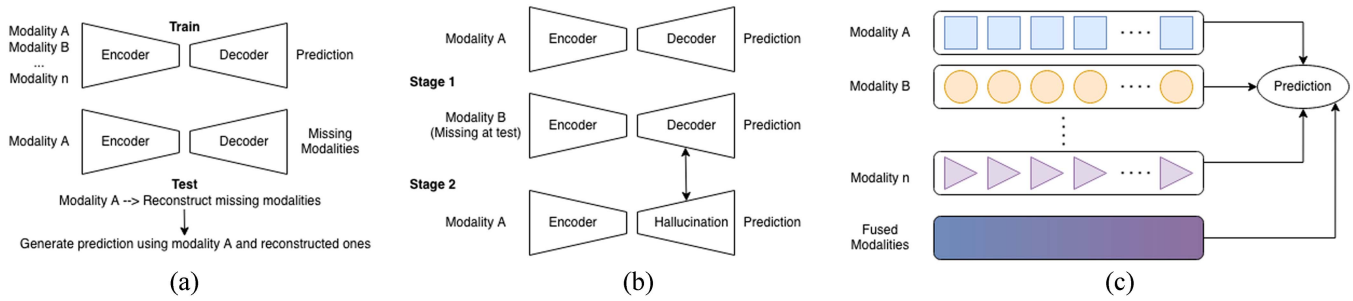 Train
Modality A
Modality B
...
Modality n
Encoder
Decoder
Prediction
Modality A
Encoder
Decoder
Missing
Modalities
Test
Modality A --> Reconstruct missing modalities
Generate prediction using modality A and reconstructed ones
(a)
Modality A
Encoder
Decoder
Prediction
Stage 1
Modality B
(Missing at test)
Encoder
Decoder
Prediction
Stage 2
Modality A
Encoder
Hallucination
Prediction
(b)
Modality A
Modality B
Prediction
Modality n
Fused
Modalities
(c)